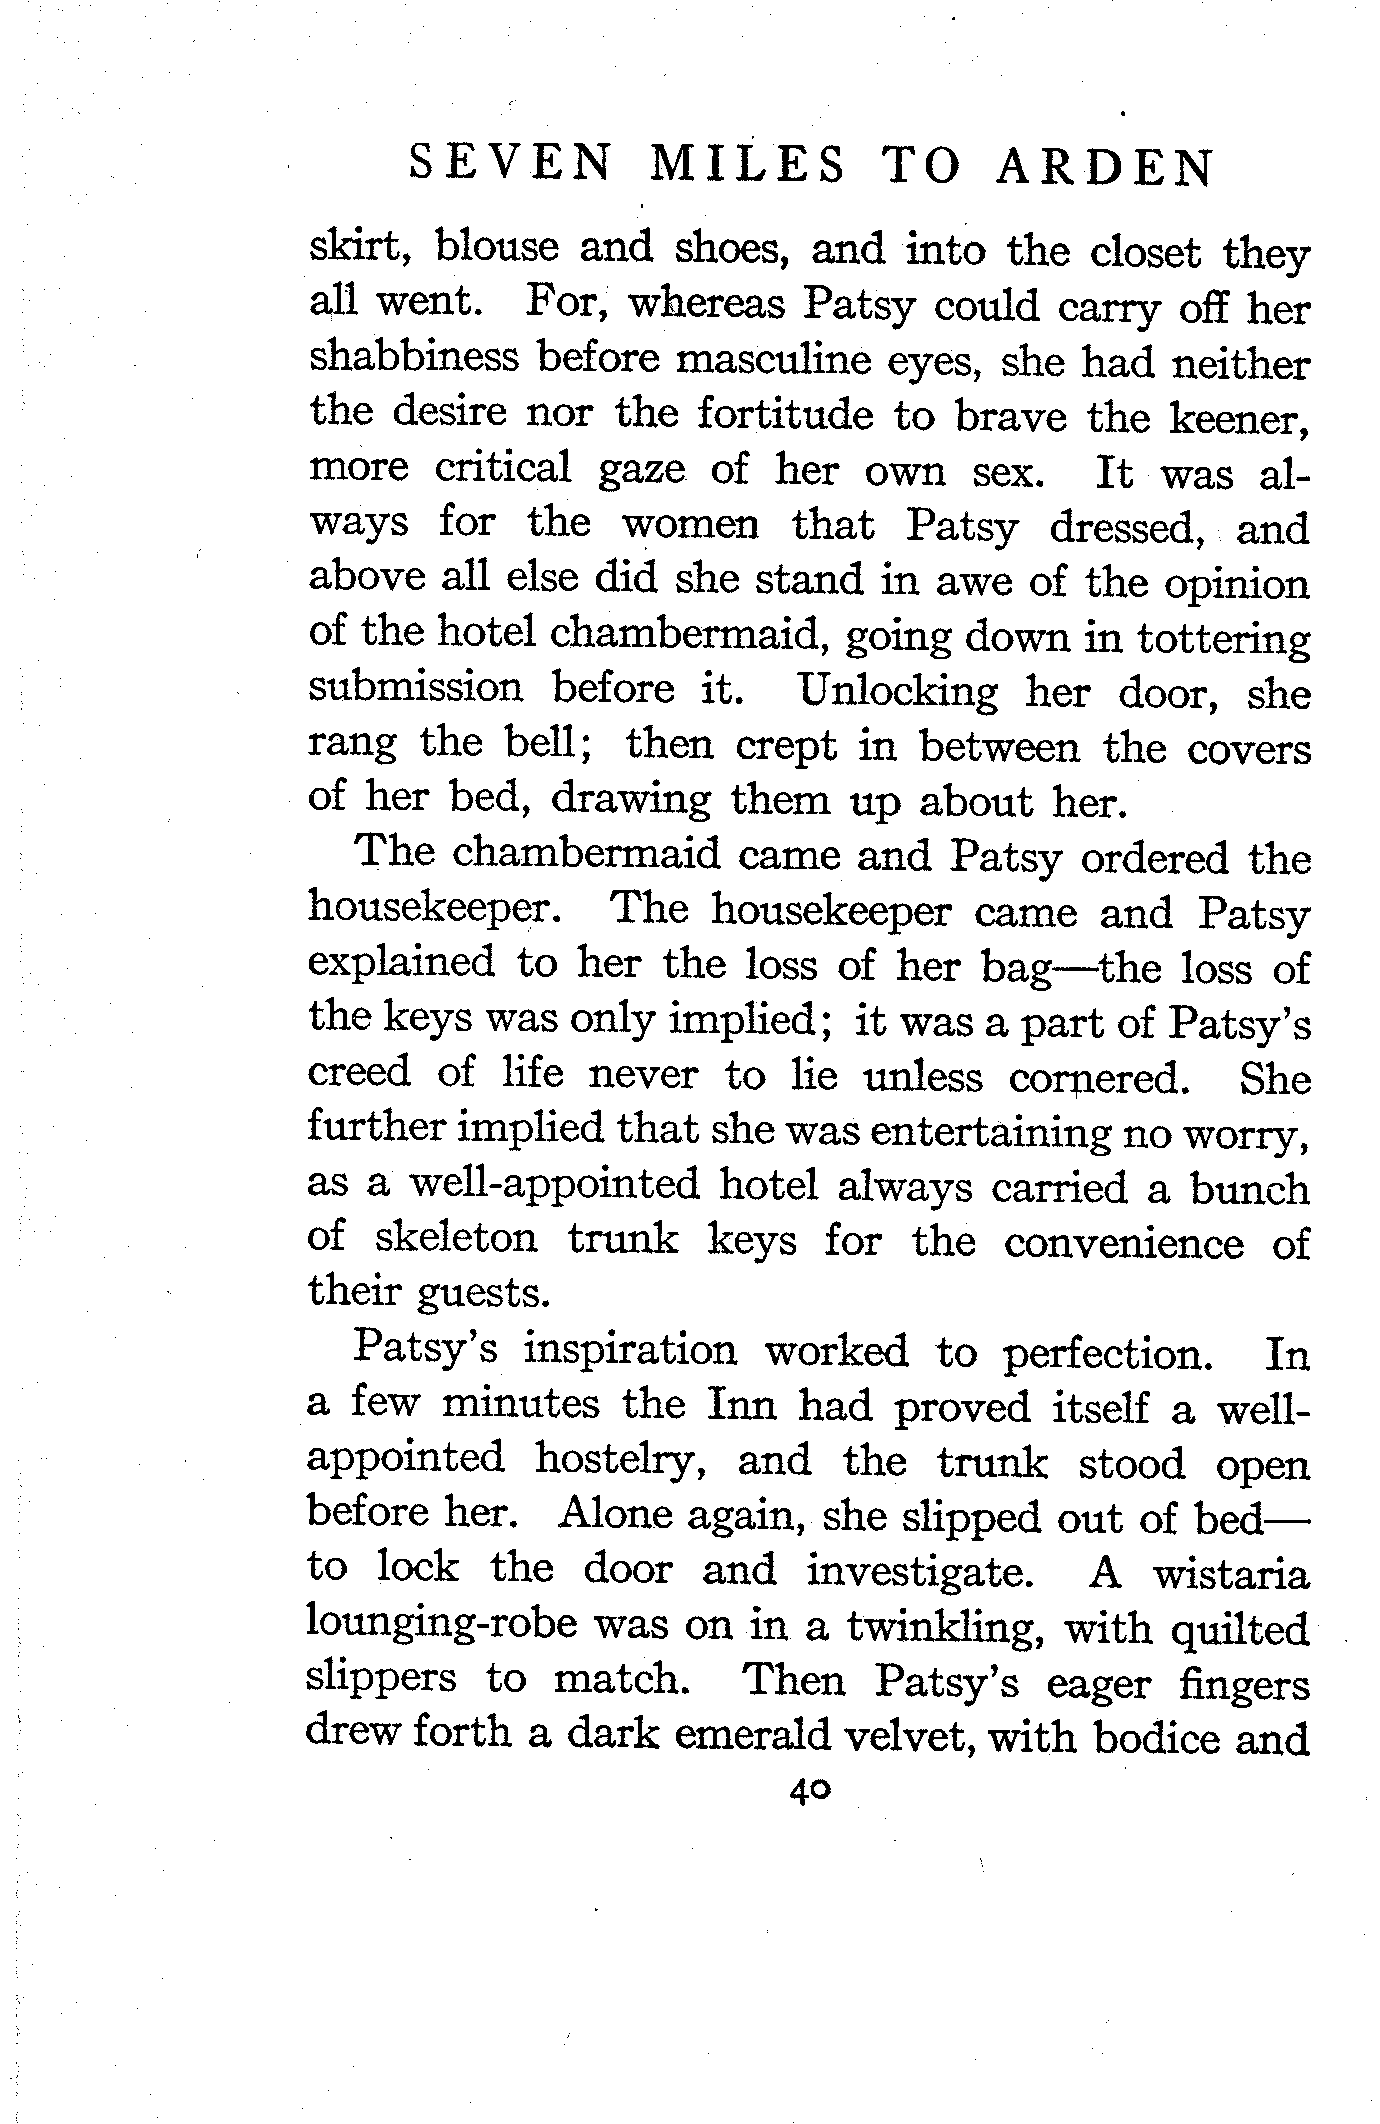 SEVEN MILES TO ARDEN
skirt, blouse and shoes, and into the closet they
all went. For, whereas Patsy could carry off her
shabbiness before masculine eyes, she had neither
the desire nor the fortitude to brave the keener,
more critical gaze of her own sex. It was al-
ways for the women that Patsy dressed, and
above all else did she stand in awe of the opinion
of the hotel chambermaid, going down in tottering
submission before it. Unlocking her door, she
rang the bell; then crept in between the covers
of her bed, drawing them up about her.
The chambermaid came and Patsy ordered the
housekeeper. The housekeeper came and Patsy
explained to her the loss of her bag—the loss of
the keys was only implied; it was a part of Patsy's
creed of life never to lie unless cornered. She
further implied that she was entertaining no worry,
as a well-appointed hotel always carried a bunch
of skeleton trunk keys for the convenience of
their guests.
Patsy's inspiration worked to perfection. In
a few minutes the Inn had proved itself a well-
appointed hostelry, and the trunk stood open
before her. Alone again, she slipped out of bed—
to lock the door and investigate. A wistaria
lounging-robe was on in a twinkling, with quilted
slippers to match. Then Patsy's eager fingers
drew forth a dark emerald velvet, with bodice and
40